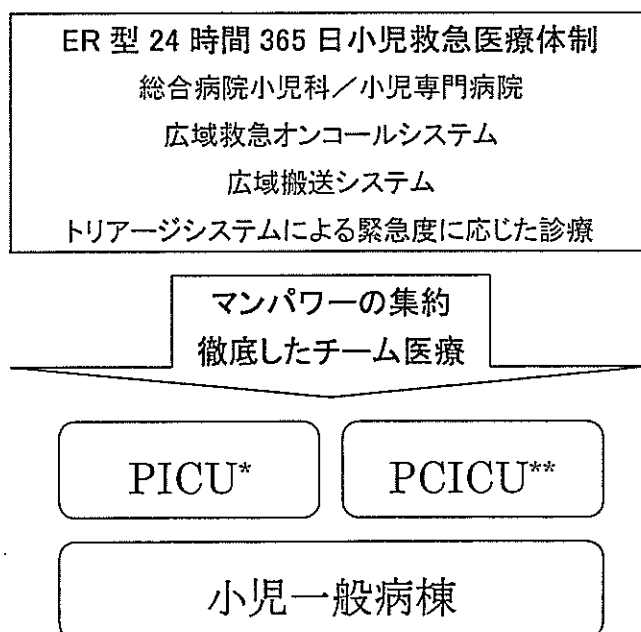 ER 型 24 時間 365 日小児救急医療体制
総合病院小児科／小児専門病院
広域救急オンコールシステム
広域搬送システム
トリアージシステムによる緊急度に応じた診療
マンパワーの集約
徹底したチーム医療
PICU*
PCICU**
小児一般病棟